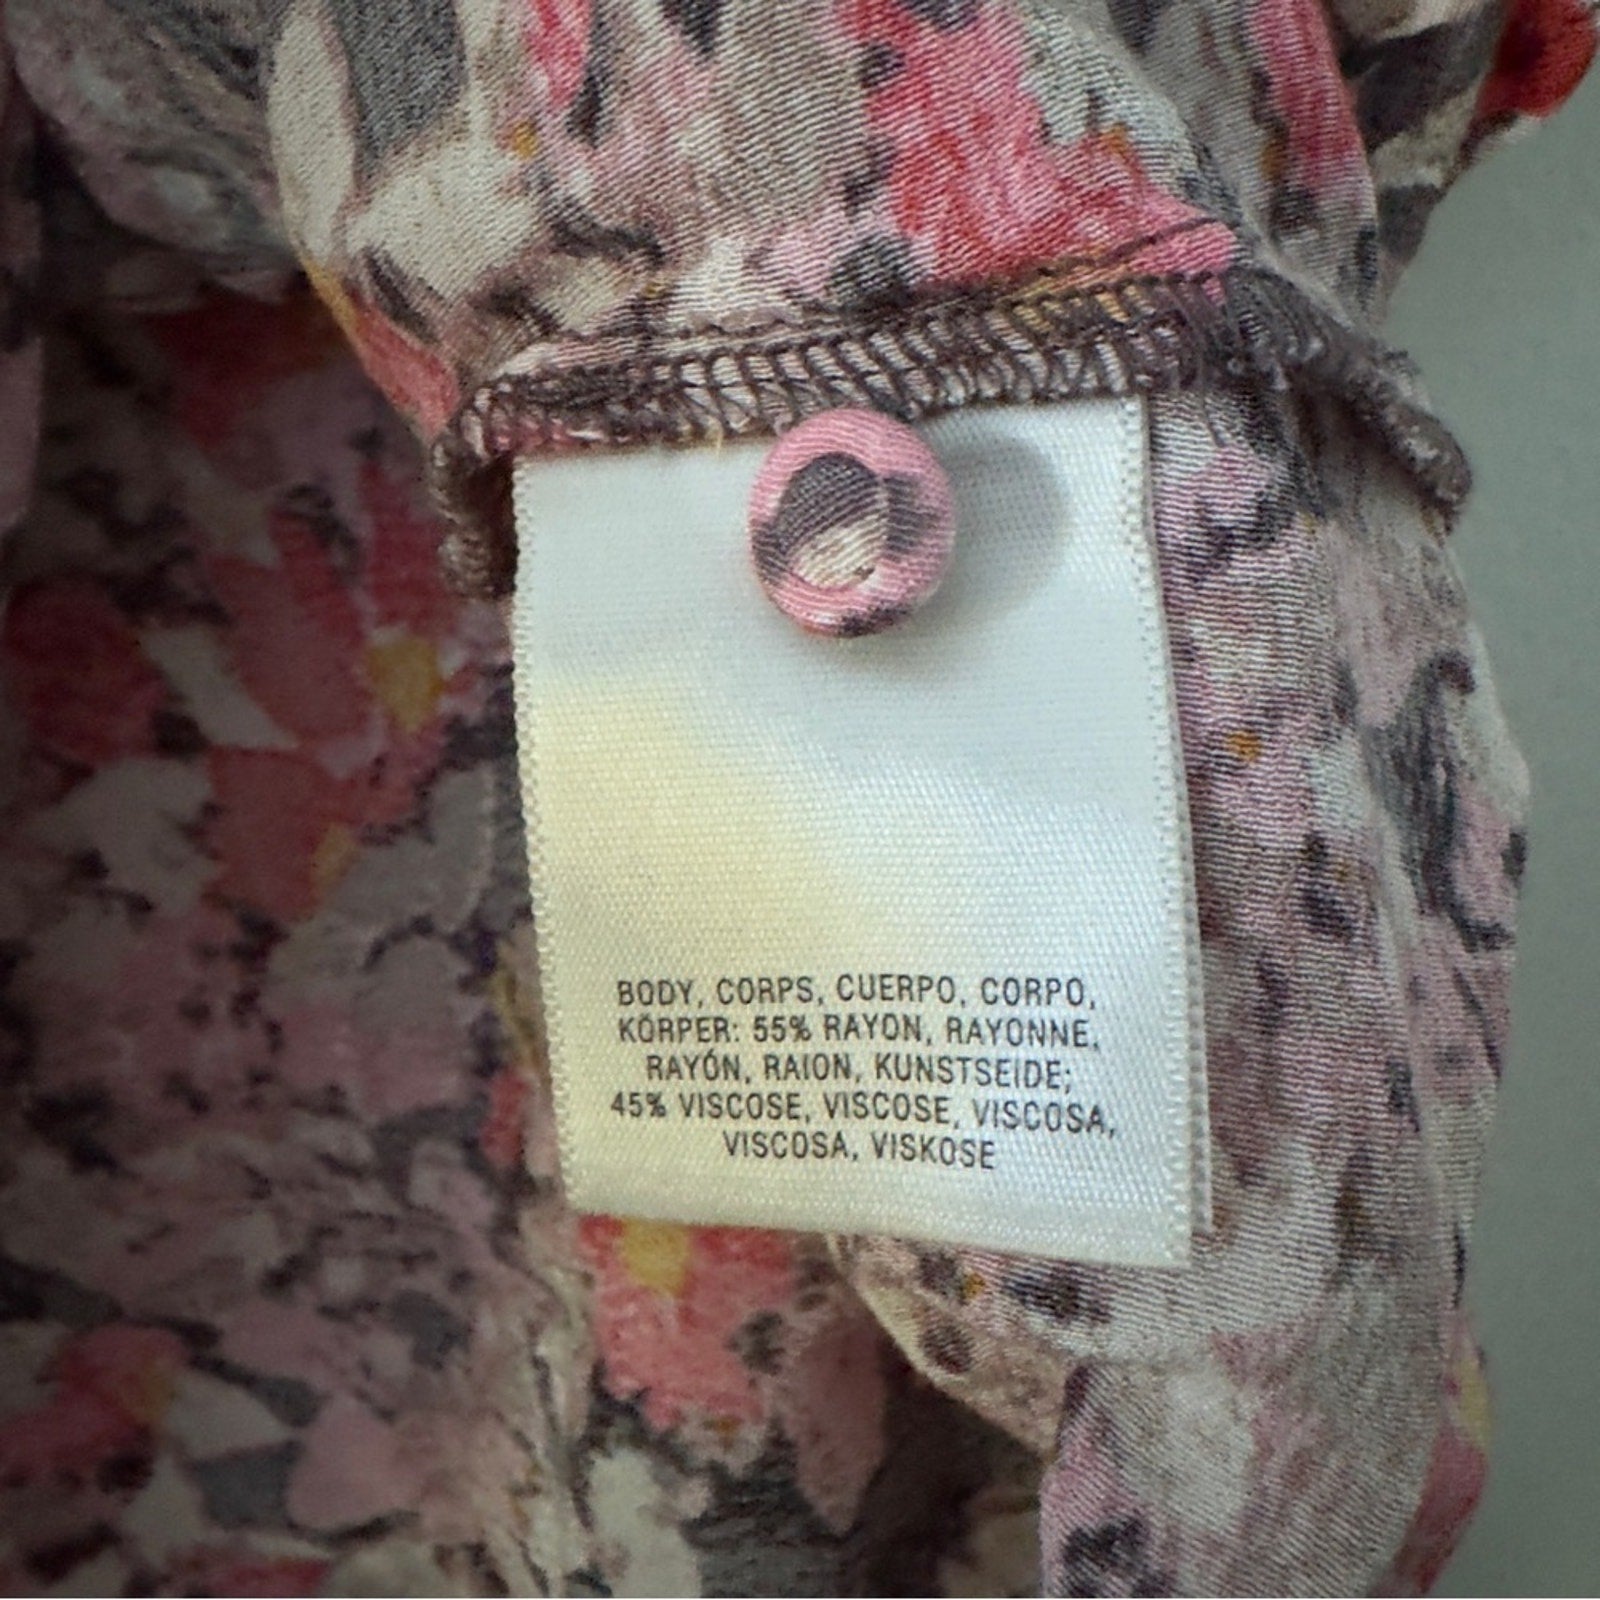 BODY, CORPS, CUERPO, CORPO,
KÖRPER: 55% RAYON, RAYONNE,
RAYÓN, RAION, KUNSTSEIDE;
45% VISCOSE, VISCOSE, VISCOSA,
VISCOSA, VISKOSE